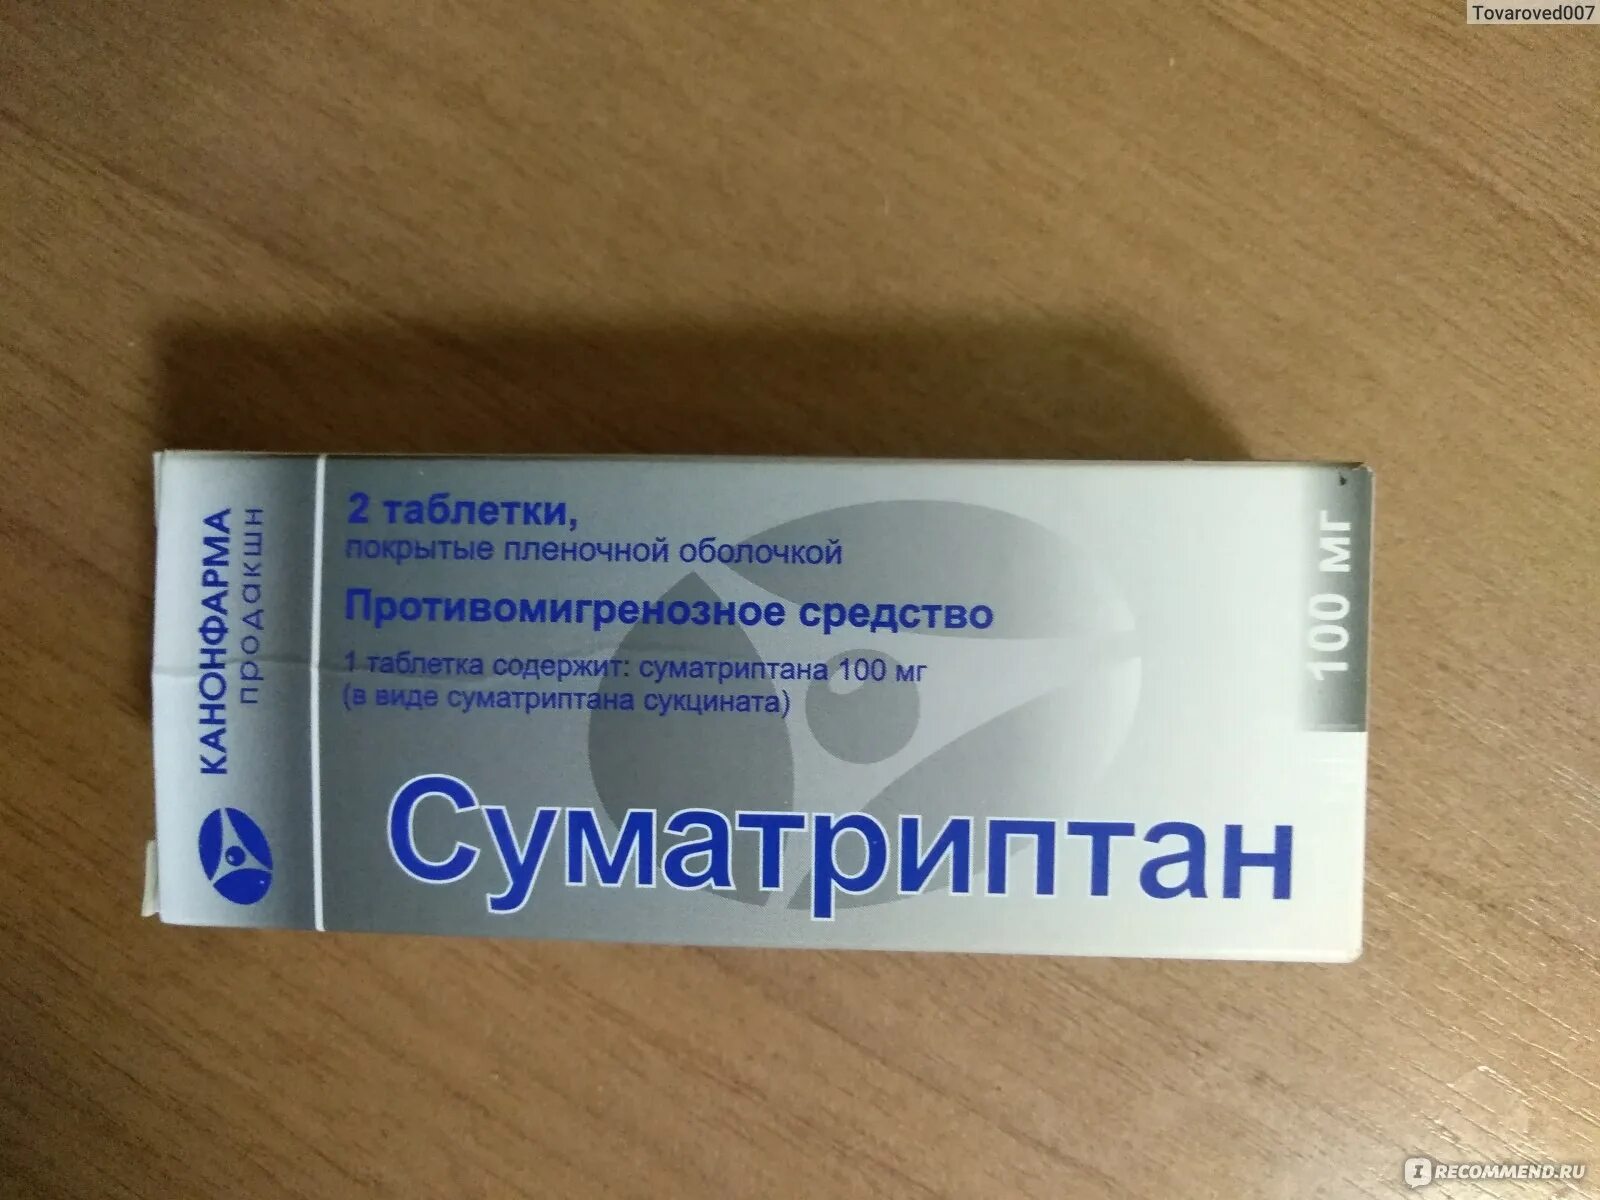 Tovaroved007
КАНОНФАРМА
продакшн
2 таблетки,
покрытые пленочной оболочкой
Противомигренозное средство
1 таблетка содержит: суматриптана 100 мг
(в виде суматриптана сукцината)
100 мг
Суматриптан
I RECOMMEND.RU